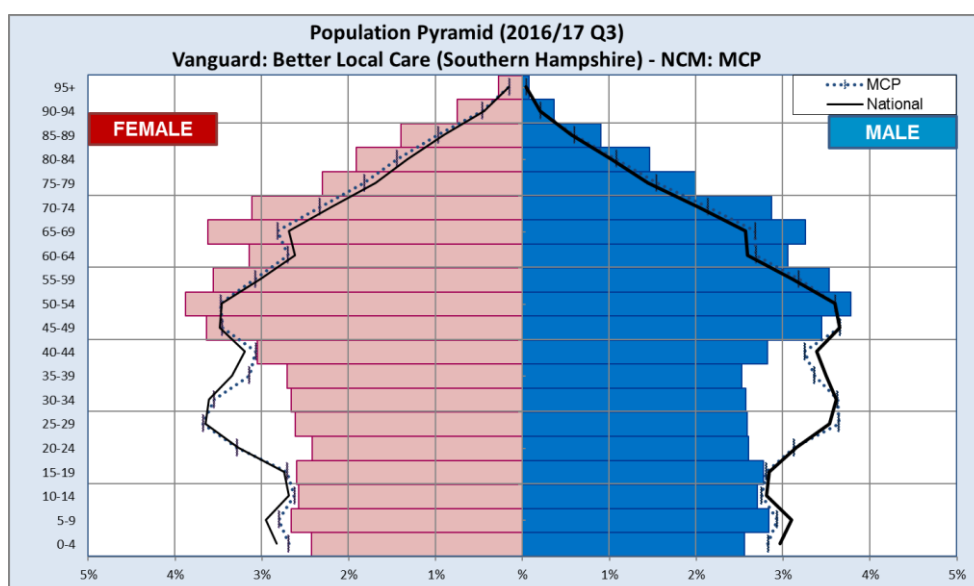 Population Pyramid (2016/17 Q3)
Vanguard: Better Local Care (Southern Hampshire) - NCM: MCP
95+
90-94
85-89
80-84
75-79
70-74
65-69
60-64
55-59
50-54
45-49
40-44
35-39
30-34
25-29
20-24
15-19
10-14
5-9
0-4
FEMALE
MCP
National
MALE
5% 4% 3% 2% 1% % 1% 2% 3% 4% 5%